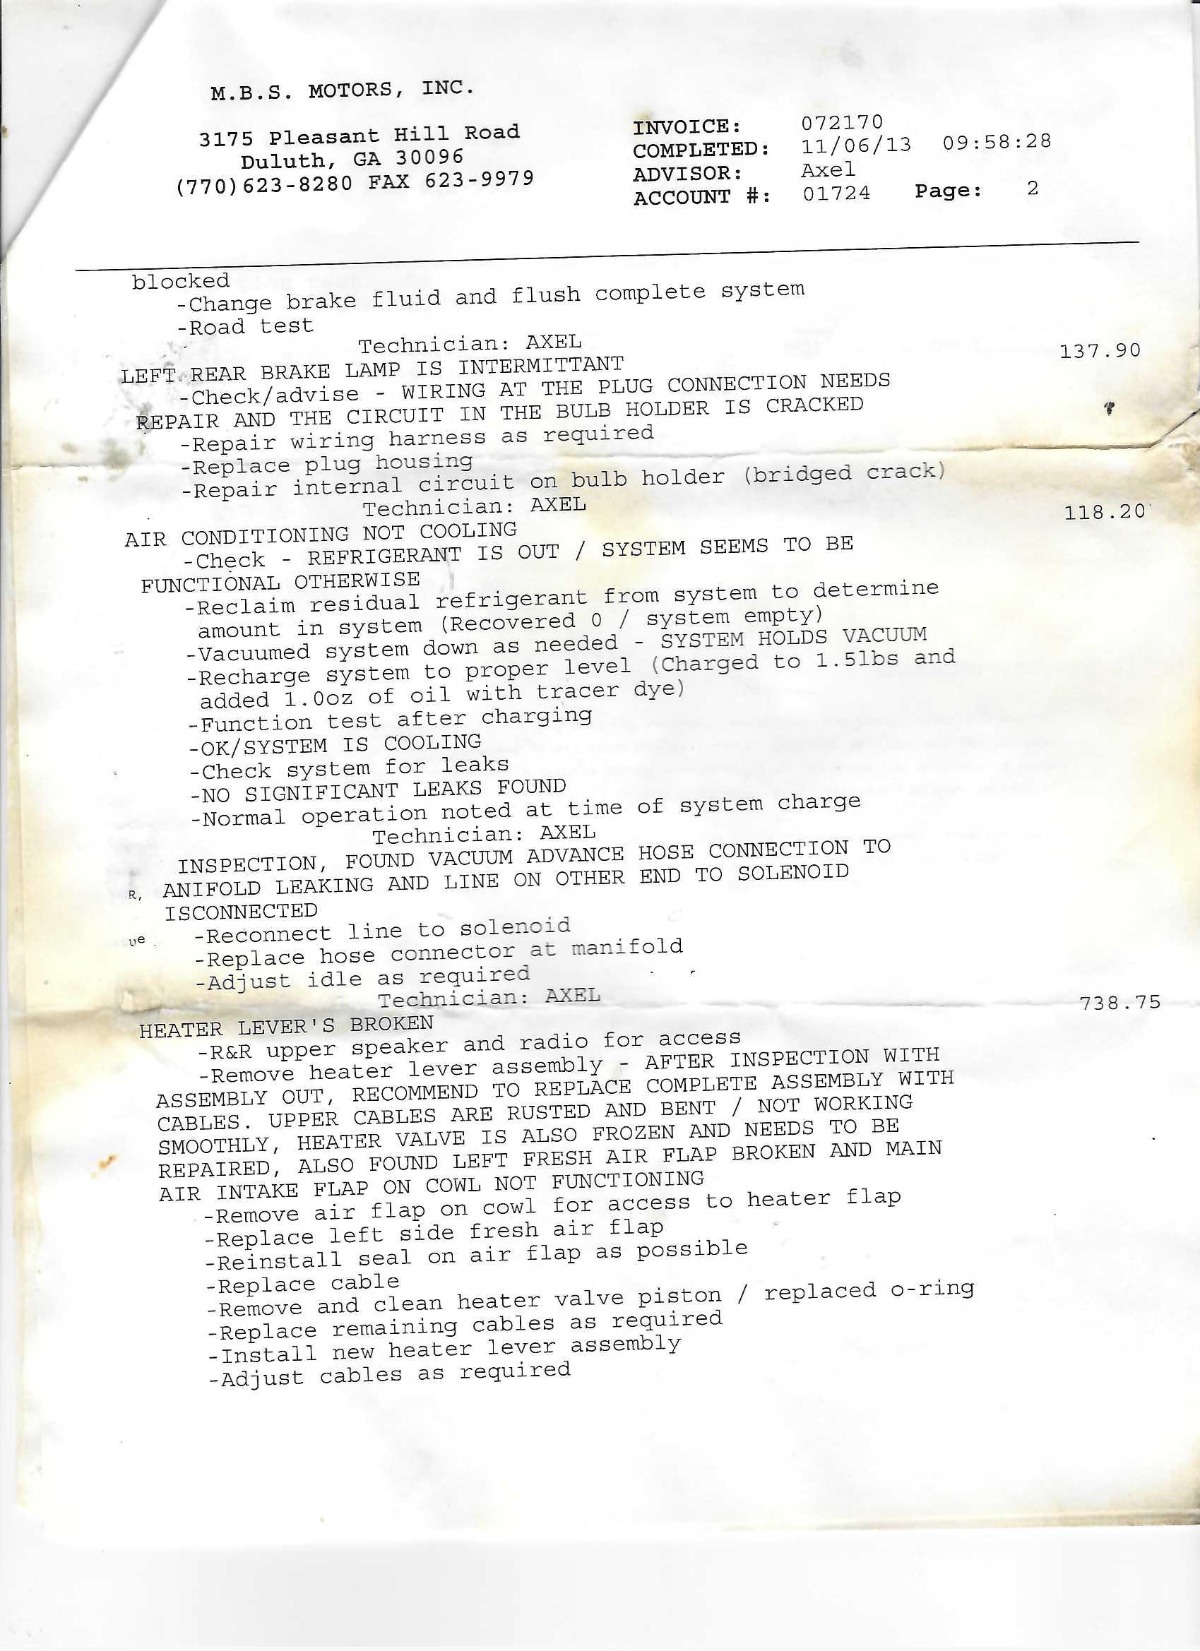 M.B.S. MOTORS, INC.
3175 Pleasant Hill Road
Duluth, GA 30096
(770)623-8280 FAX 623-9979
INVOICE: 072170
COMPLETED: 11/06/13 09:58:28
ADVISOR: Axel
ACCOUNT #: 01724 Page: 2
blocked
-Change brake fluid and flush complete system
-Road test
Technician: AXEL
LEFT REAR BRAKE LAMP IS INTERMITTANT 137.90
-Check/advise - WIRING AT THE PLUG CONNECTION NEEDS
REPAIR AND THE CIRCUIT IN THE BULB HOLDER IS CRACKED
-Repair wiring harness as required
-Replace plug housing
-Repair internal circuit on bulb holder (bridged crack)
Technician: AXEL
AIR CONDITIONING NOT COOLING 118.20
-Check - REFRIGERANT IS OUT / SYSTEM SEEMS TO BE
FUNCTIONAL OTHERWISE
-Reclaim residual refrigerant from system to determine
amount in system (Recovered 0 / system empty)
-Vacuumed system down as needed - SYSTEM HOLDS VACUUM
-Recharge system to proper level (Charged to 1.5lbs and
added 1.0oz of oil with tracer dye)
-Function test after charging
-OK/SYSTEM IS COOLING
-Check system for leaks
-NO SIGNIFICANT LEAKS FOUND
-Normal operation noted at time of system charge
Technician: AXEL
INSPECTION, FOUND VACUUM ADVANCE HOSE CONNECTION TO
R, ANIFOLD LEAKING AND LINE ON OTHER END TO SOLENOID
ISCONNECTED
ve -Reconnect line to solenoid
-Replace hose connector at manifold
-Adjust idle as required
Technician: AXEL
HEATER LEVER'S BROKEN 738.75
-R&R upper speaker and radio for access
-Remove heater lever assembly - AFTER INSPECTION WITH
ASSEMBLY OUT, RECOMMEND TO REPLACE COMPLETE ASSEMBLY WITH
CABLES. UPPER CABLES ARE RUSTED AND BENT / NOT WORKING
SMOOTHLY, HEATER VALVE IS ALSO FROZEN AND NEEDS TO BE
REPAIRED, ALSO FOUND LEFT FRESH AIR FLAP BROKEN AND MAIN
AIR INTAKE FLAP ON COWL NOT FUNCTIONING
-Remove air flap on cowl for access to heater flap
-Replace left side fresh air flap
-Reinstall seal on air flap as possible
-Replace cable
-Remove and clean heater valve piston / replaced o-ring
-Replace remaining cables as required
-Install new heater lever assembly
-Adjust cables as required